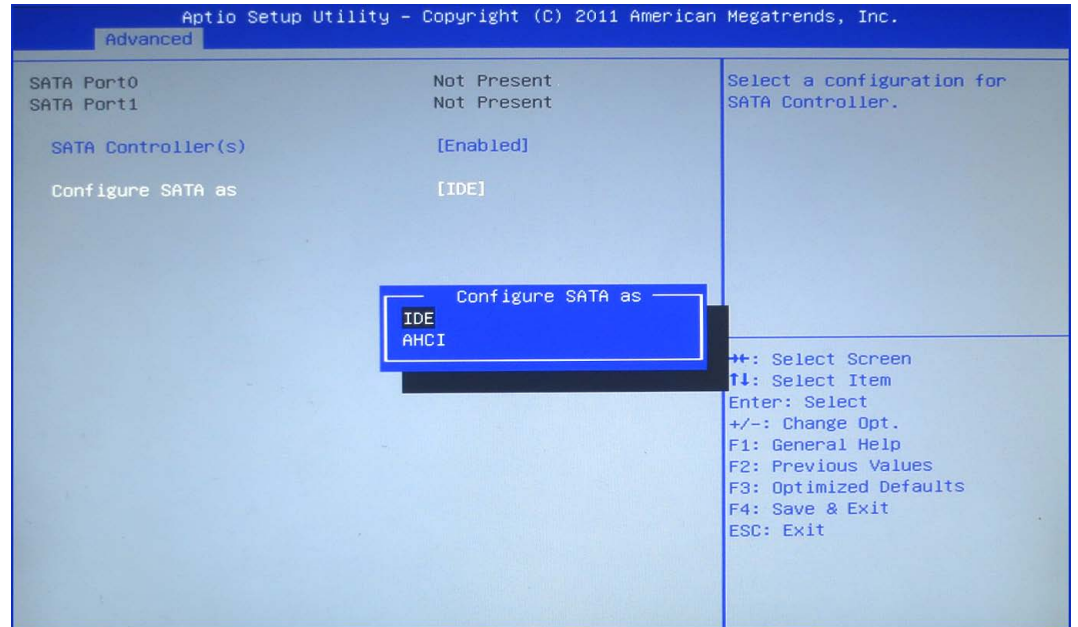 Aptio Setup Utility – Copyright (C) 2011 American Megatrends, Inc.
Advanced
SATA Port0 Not Present
SATA Port1 Not Present
SATA Controller(s) [Enabled]
Configure SATA as [IDE]
Select a configuration for
SATA Controller.
Configure SATA as
IDE
AHCI
→←: Select Screen
↑↓: Select Item
Enter: Select
+/-: Change Opt.
F1: General Help
F2: Previous Values
F3: Optimized Defaults
F4: Save & Exit
ESC: Exit